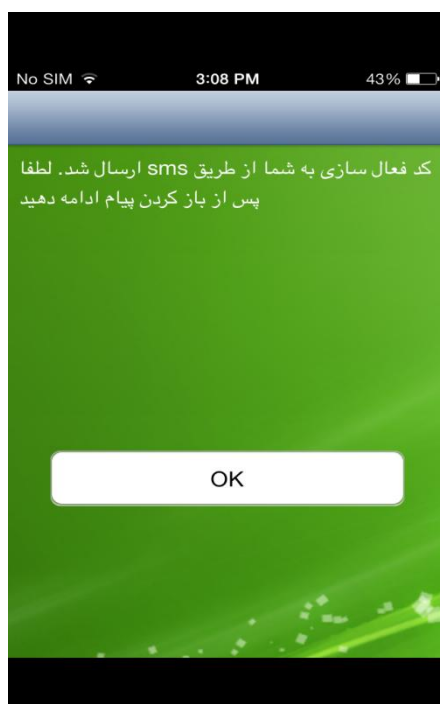 No SIM 3:08 PM 43%
کد فعال سازی به شما از طریق sms ارسال شد. لطفا
پس از باز کردن پیام ادامه دهید
OK